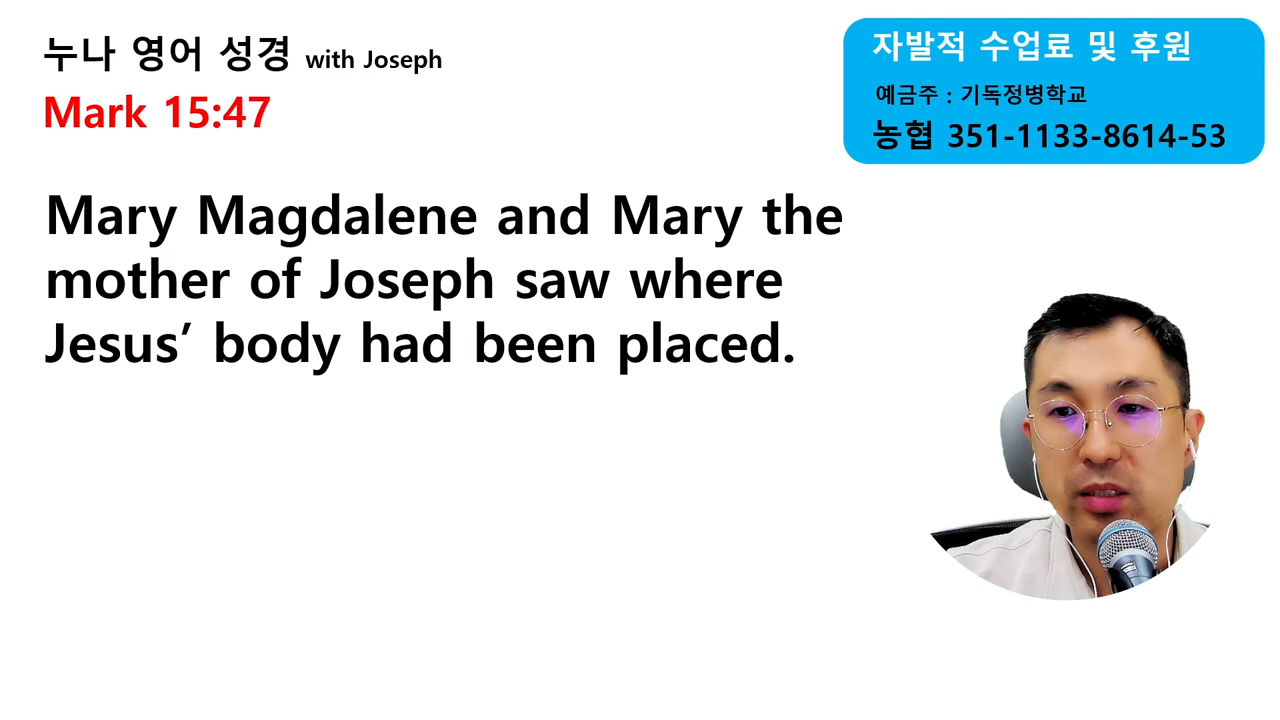 누나 영어 성경 with Joseph
Mark 15:47
자발적 수업료 및 후원
예금주 : 기독정병학교
농협 351-1133-8614-53
Mary Magdalene and Mary the
mother of Joseph saw where
Jesus’ body had been placed.